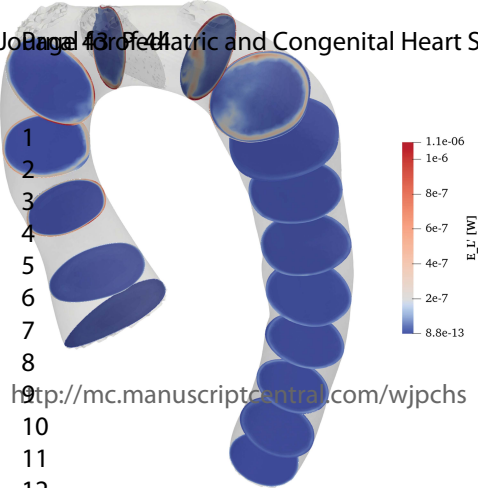 Page 43 of 44
Journal for Pediatric and Congenital Heart S
1
2
3
4
5
6
7
8
9
10
11
12
1.1e-06
1e-6
8e-7
6e-7
4e-7
2e-7
8.8e-13
E_L' [W]
http://mc.manuscriptcentral.com/wjpchs